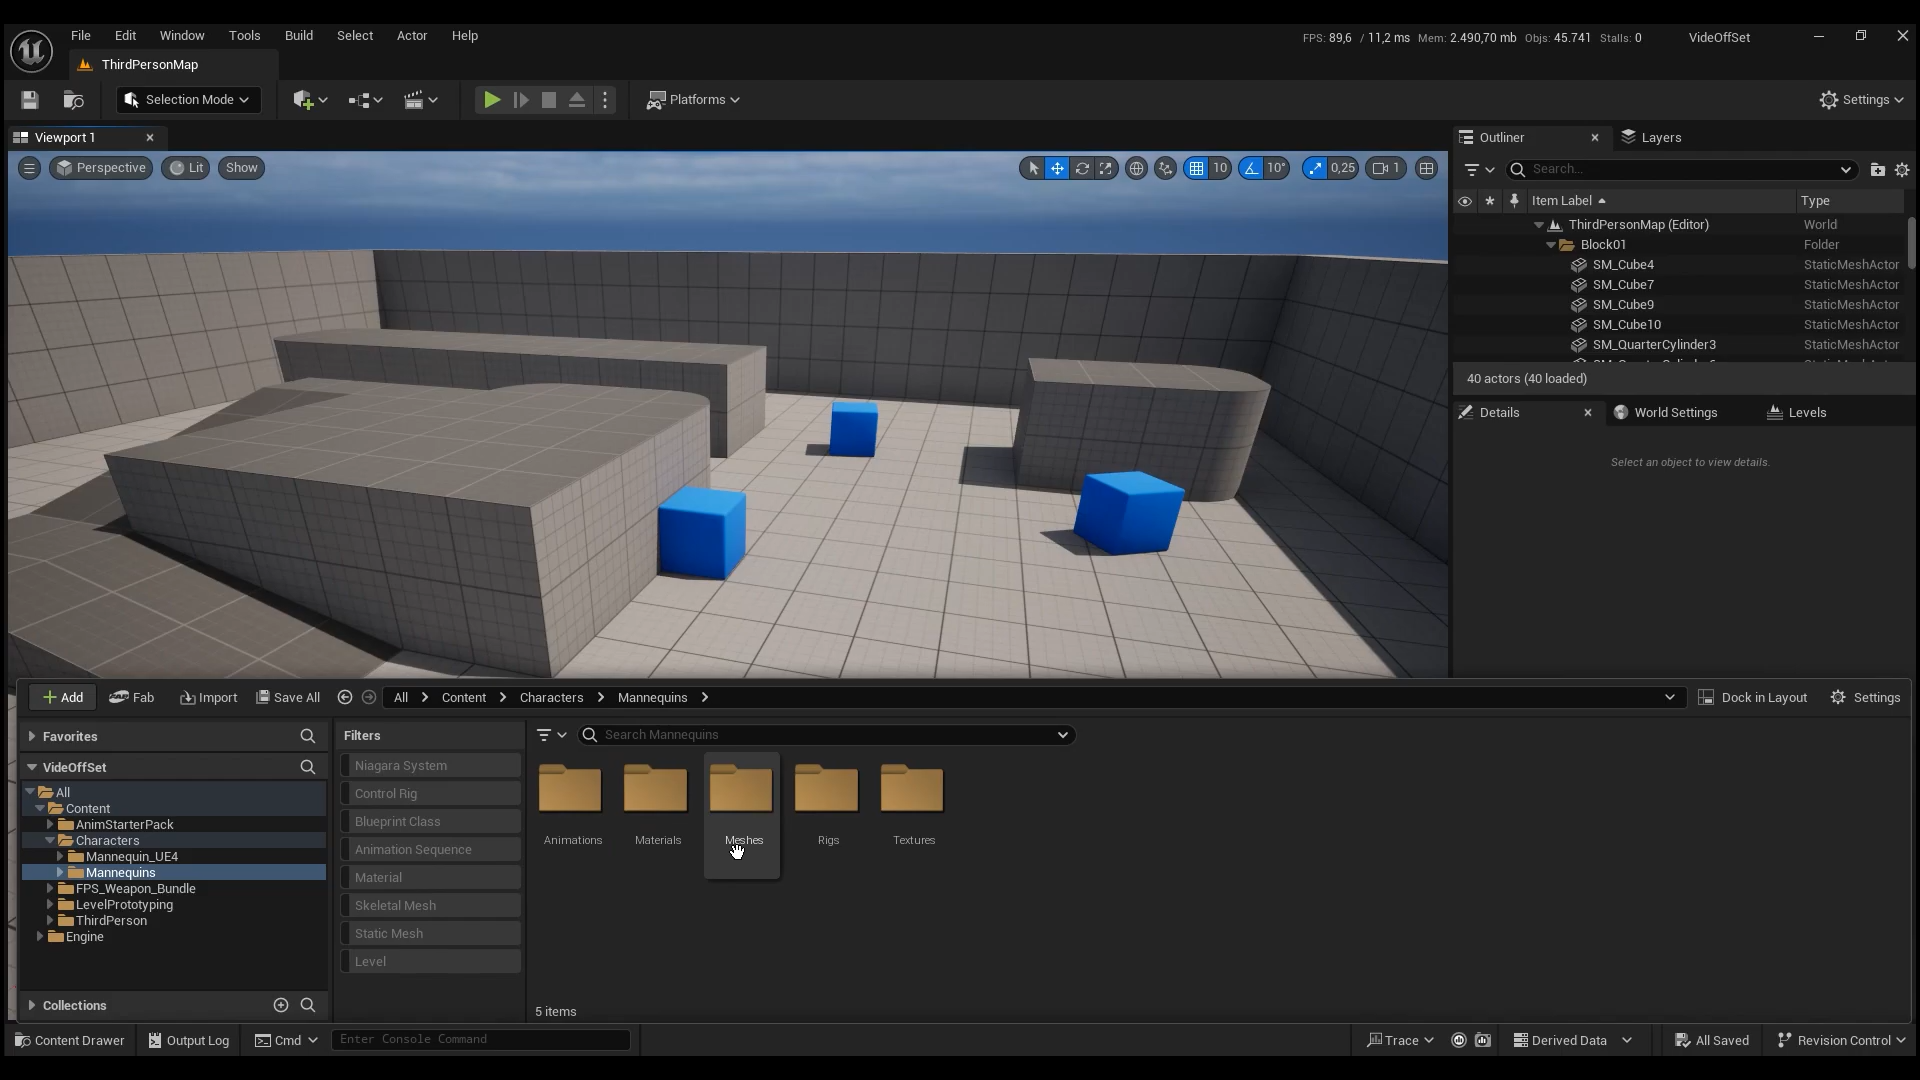 File Edit Window Tools Build Select Actor Help
FPS: 89,6 / 11,2 ms Mem: 2.490,70 mb Objs: 45.741 Stalls: 0 VideOffSet
ThirdPersonMap
Selection Mode Platforms Settings
Viewport 1
Outliner Layers
Perspective Lit Show 10 10° 0,25 1
Search...
Item Label Type
ThirdPersonMap (Editor) World
Block01 Folder
SM_Cube4 StaticMeshActor
SM_Cube7 StaticMeshActor
SM_Cube9 StaticMeshActor
SM_Cube10 StaticMeshActor
SM_QuarterCylinder3 StaticMeshActor
40 actors (40 loaded)
Details World Settings Levels
Select an object to view details.
Add Fab Import Save All All Content Characters Mannequins Dock in Layout Settings
Favorites
VideOffSet
All
Content
AnimStarterPack
Characters
Mannequin_UE4
Mannequins
FPS_Weapon_Bundle
LevelPrototyping
ThirdPerson
Engine
Collections
Filters
Niagara System
Control Rig
Blueprint Class
Animation Sequence
Material
Skeletal Mesh
Static Mesh
Level
Search Mannequins
Animations Materials Meshes Rigs Textures
5 items
Content Drawer Output Log Cmd Enter Console Command Trace Derived Data All Saved Revision Control